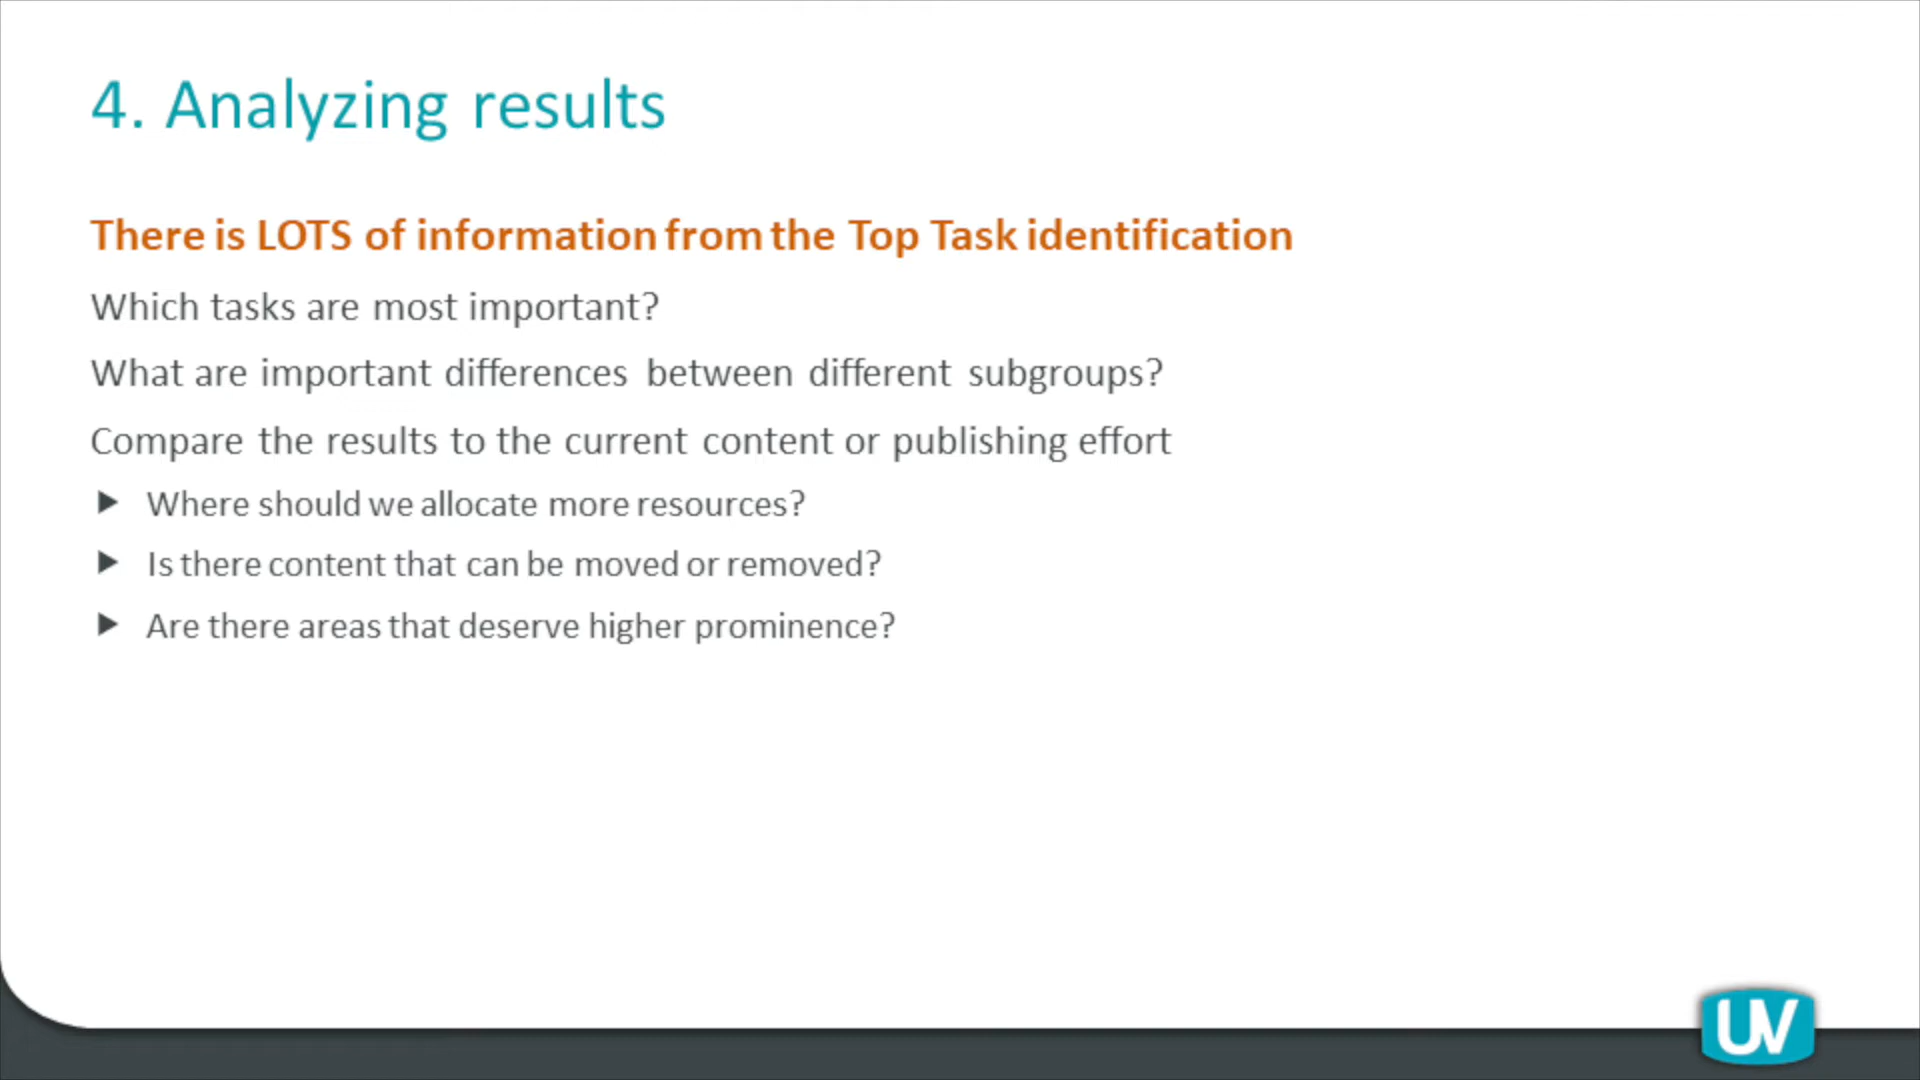 4. Analyzing results
There is LOTS of information from the Top Task identification
Which tasks are most important?
What are important differences between different subgroups?
Compare the results to the current content or publishing effort
Where should we allocate more resources?
Is there content that can be moved or removed?
Are there areas that deserve higher prominence?
UV